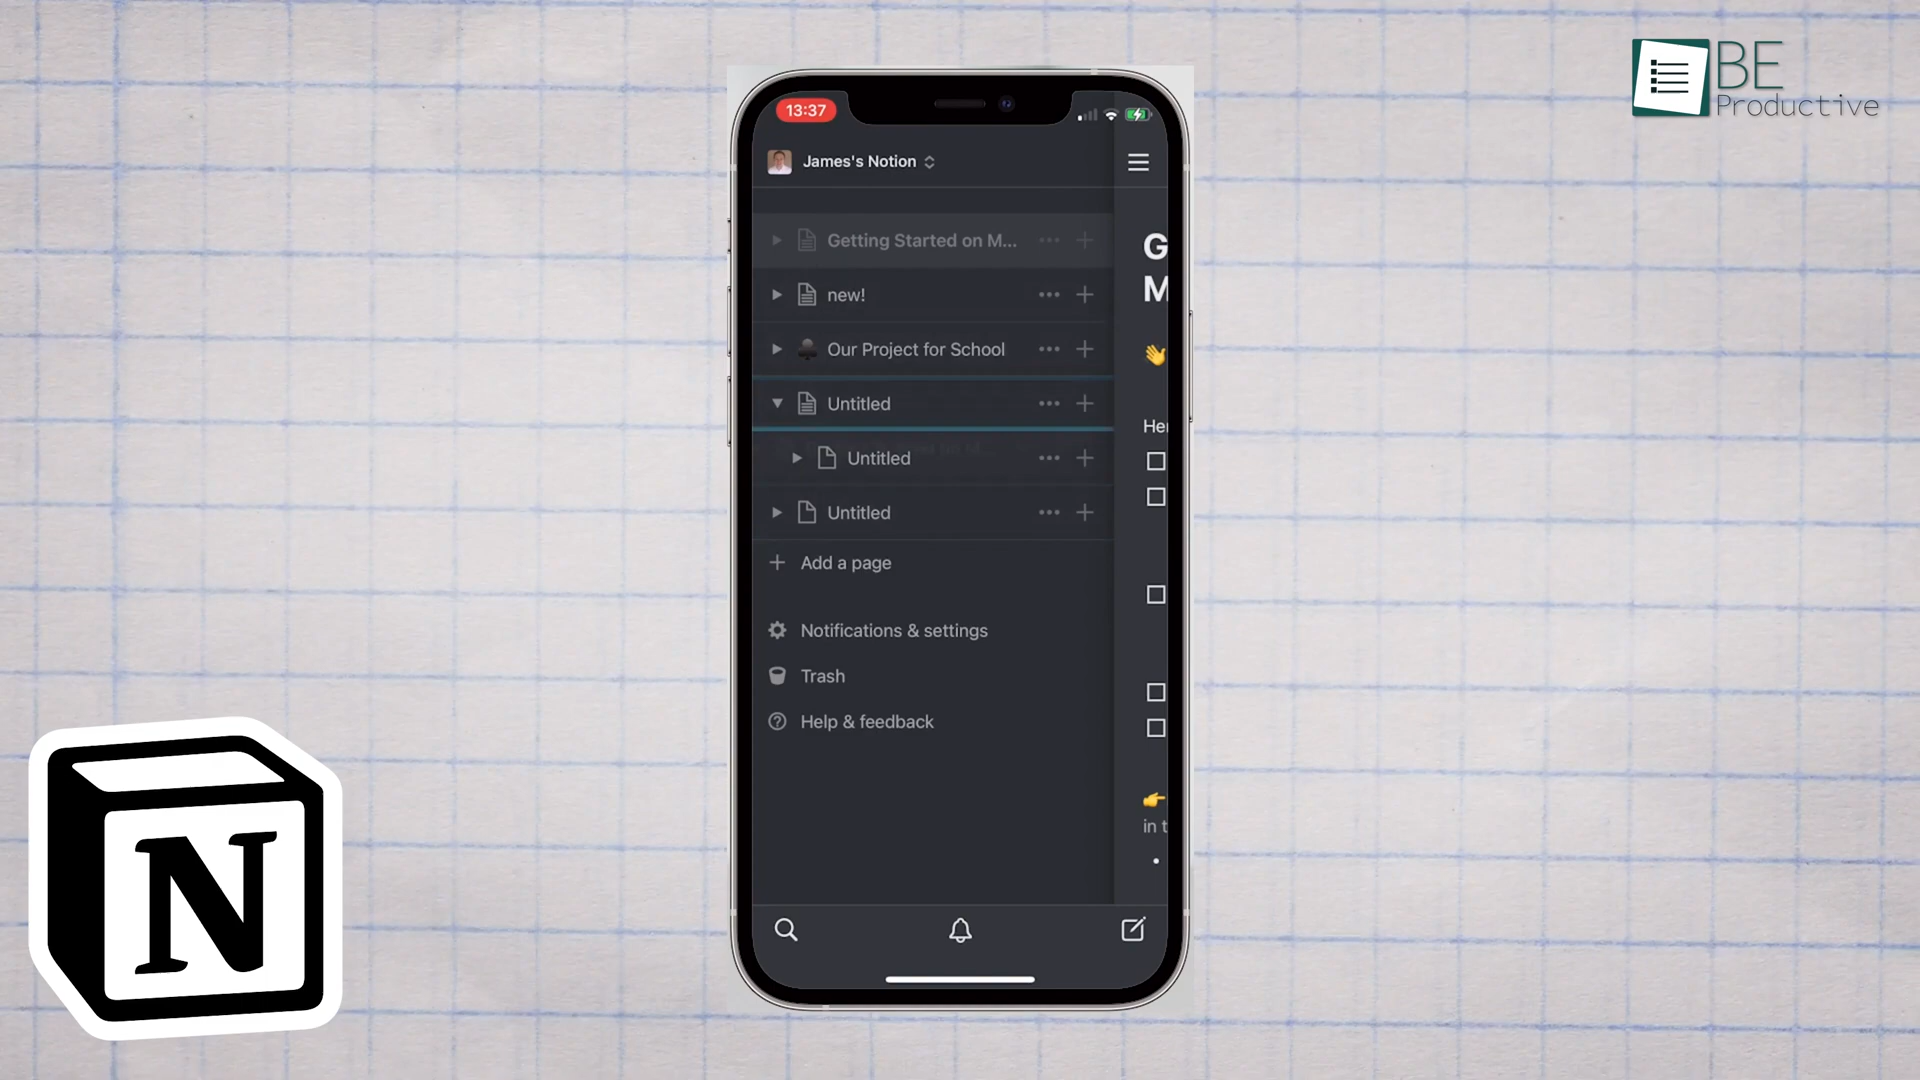 BE
Productive
13:37
James's Notion
Getting Started on M...
new!
Our Project for School
Untitled
Untitled
Untitled
Add a page
Notifications & settings
Trash
Help & feedback
G
M
Her
in t
N